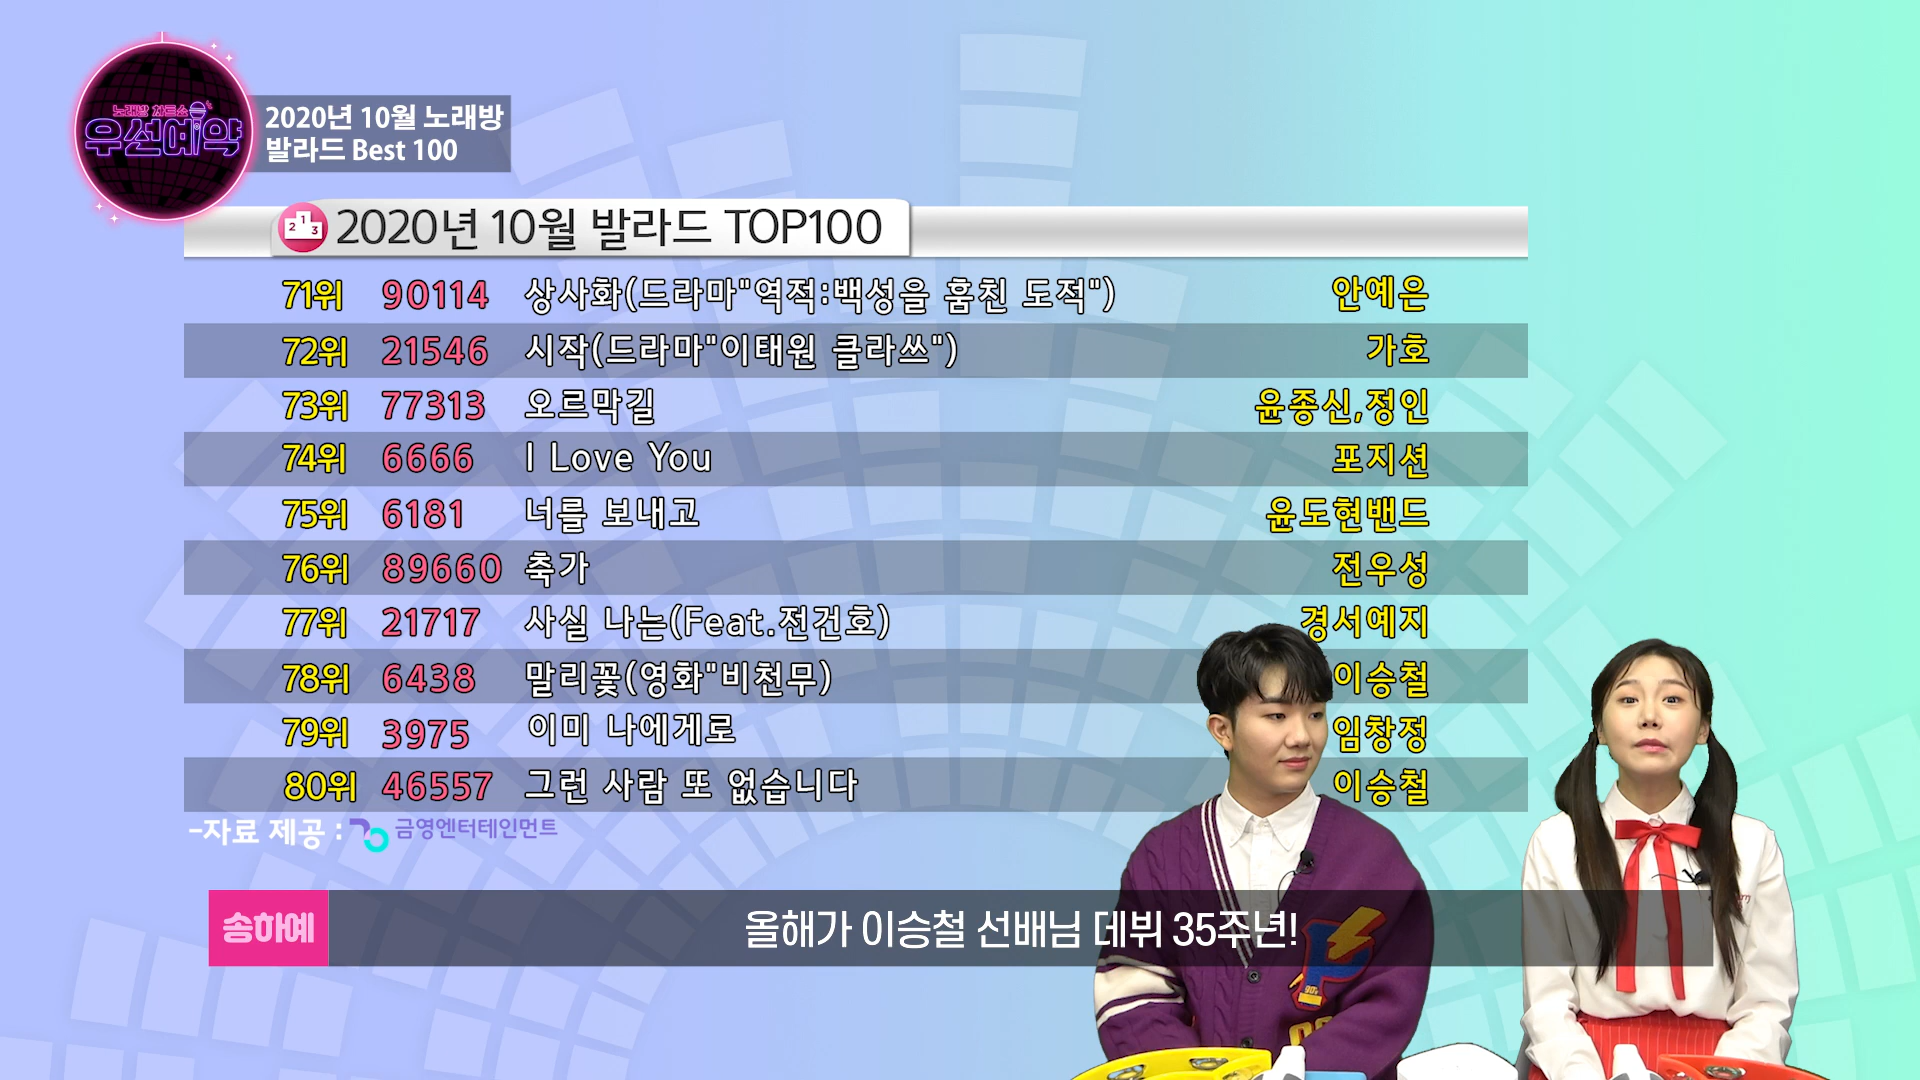 노래방 차트쇼
우선예약
2020년 10월 노래방
발라드 Best 100
2 1 3 2020년 10월 발라드 TOP100
71위 90114 상사화(드라마"역적:백성을 훔친 도적") 안예은
72위 21546 시작(드라마"이태원 클라쓰") 가호
73위 77313 오르막길 윤종신,정인
74위 6666 I Love You 포지션
75위 6181 너를 보내고 윤도현밴드
76위 89660 축가 전우성
77위 21717 사실 나는(Feat.전건호) 경서예지
78위 6438 말리꽃(영화"비천무) 이승철
79위 3975 이미 나에게로 임창정
80위 46557 그런 사람 또 없습니다 이승철
-자료 제공 : 금영엔터테인먼트
송하예 올해가 이승철 선배님 데뷔 35주년!